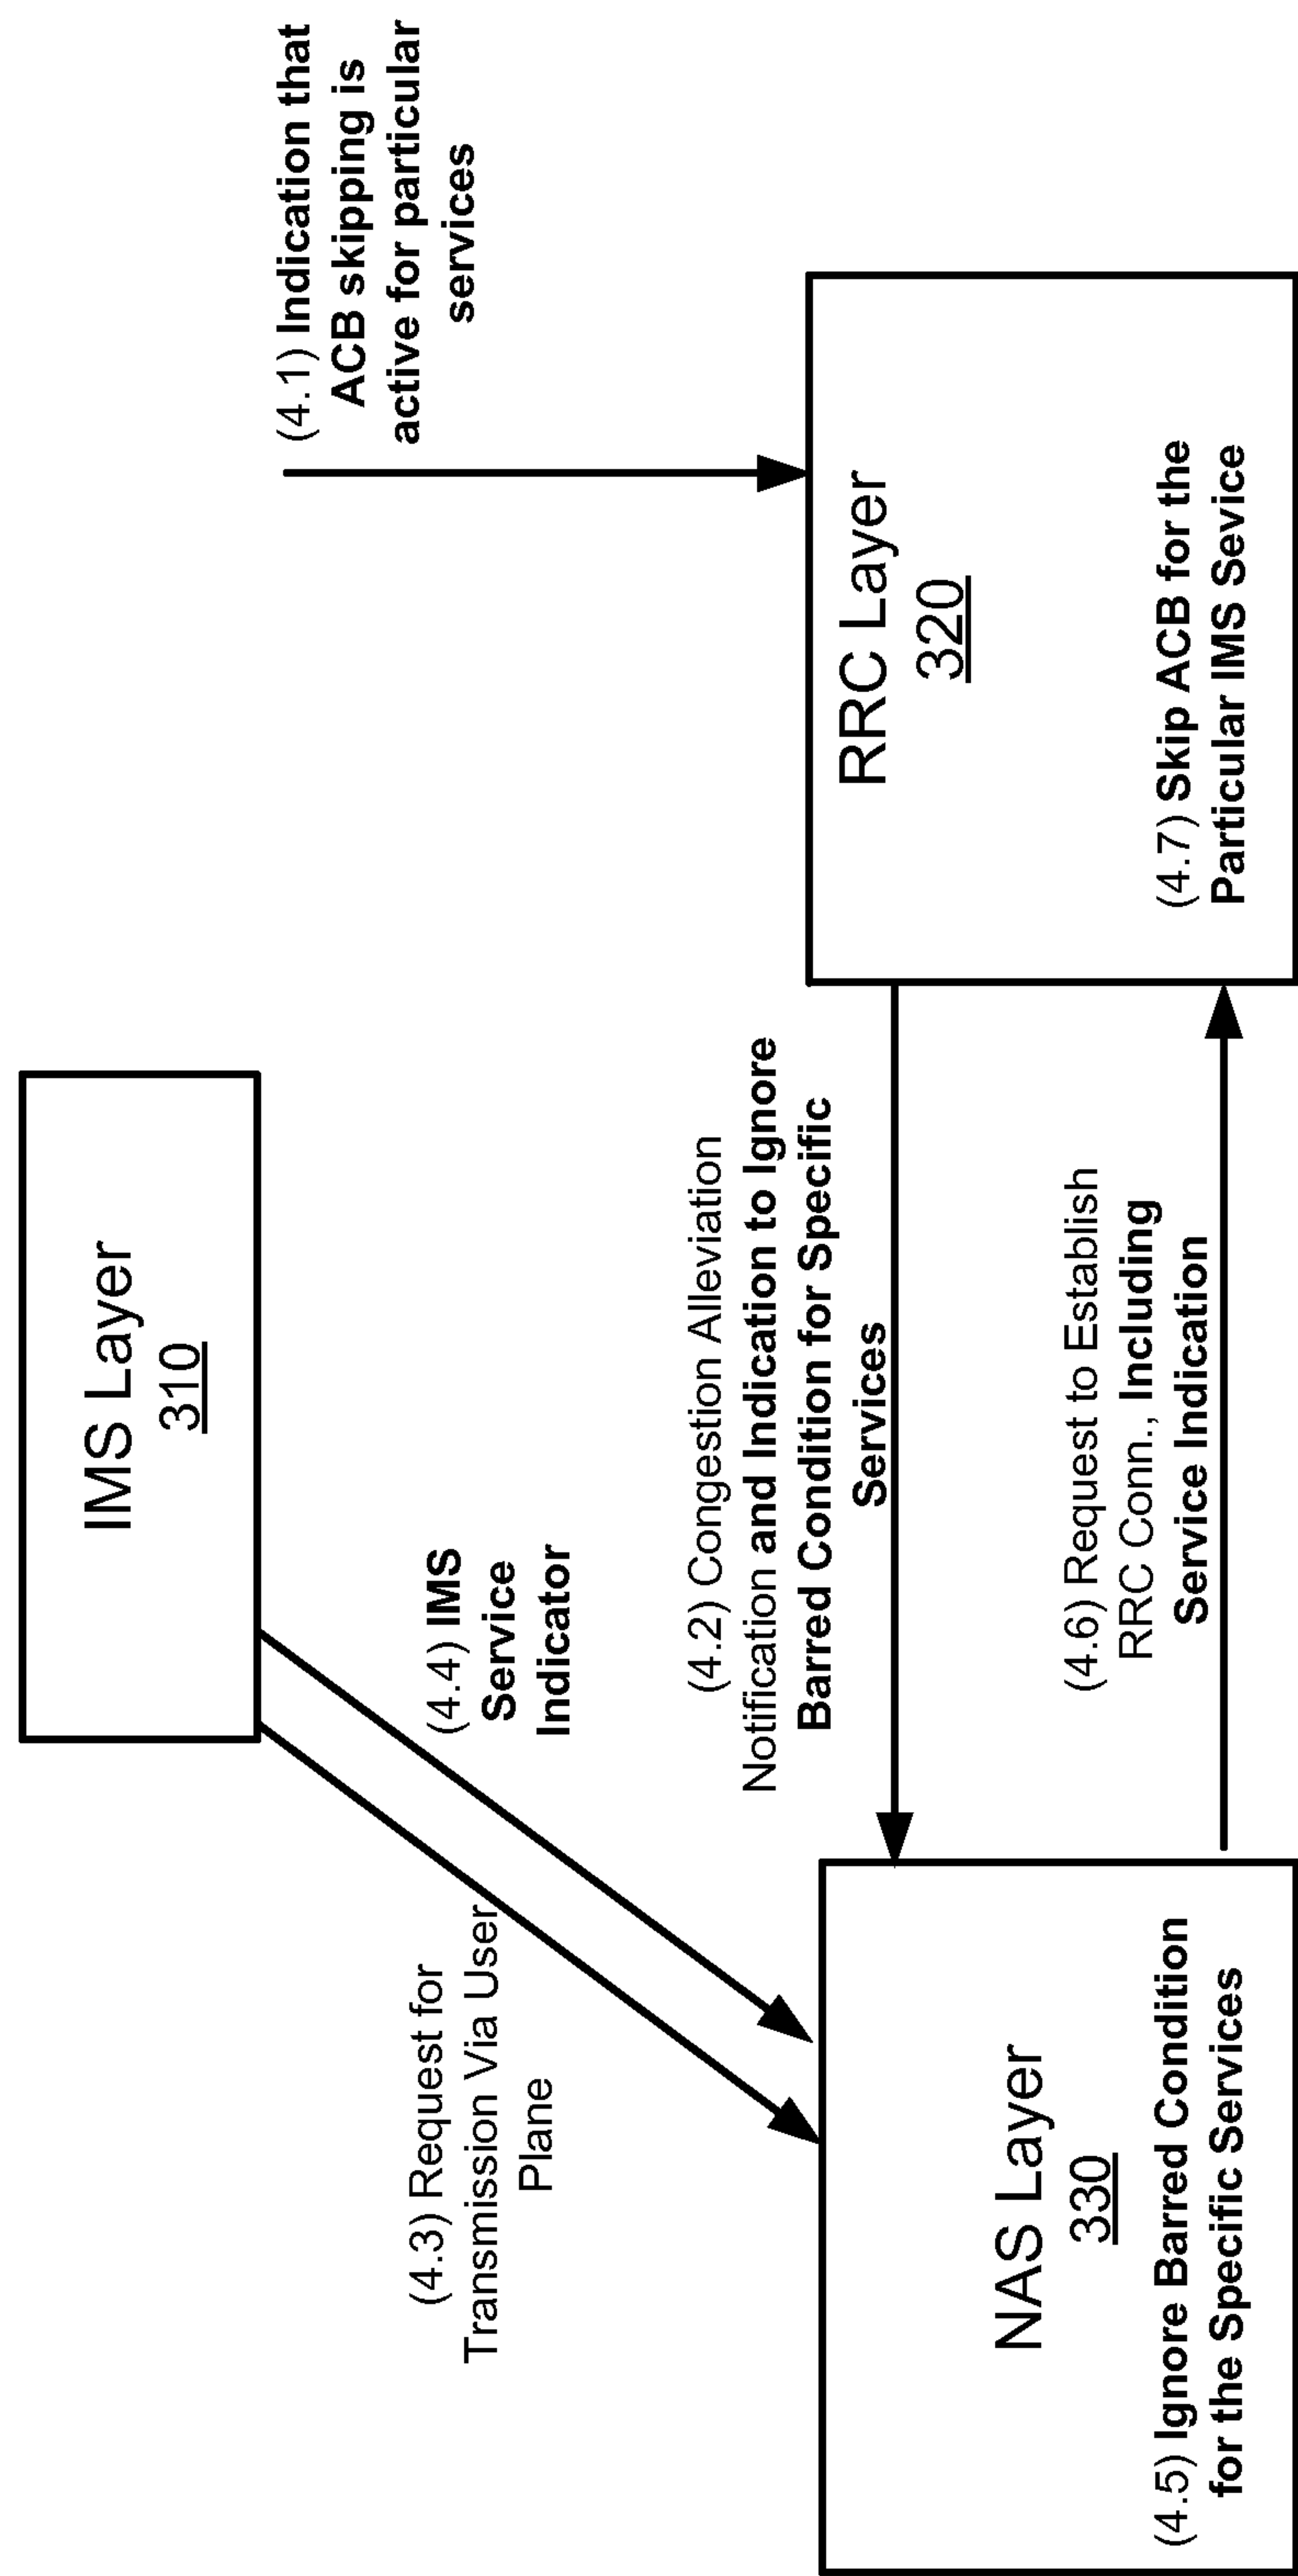 IMS Layer
310
(4.1) Indication that
ACB skipping is
active for particular
services
(4.3) Request for
Transmission Via User
Plane
(4.4) IMS
Service
Indicator
(4.2) Congestion Alleviation
Notification and Indication to Ignore
Barred Condition for Specific
Services
NAS Layer
330
(4.5) Ignore Barred Condition
for the Specific Services
(4.6) Request to Establish
RRC Conn., Including
Service Indication
RRC Layer
320
(4.7) Skip ACB for the
Particular IMS Sevice